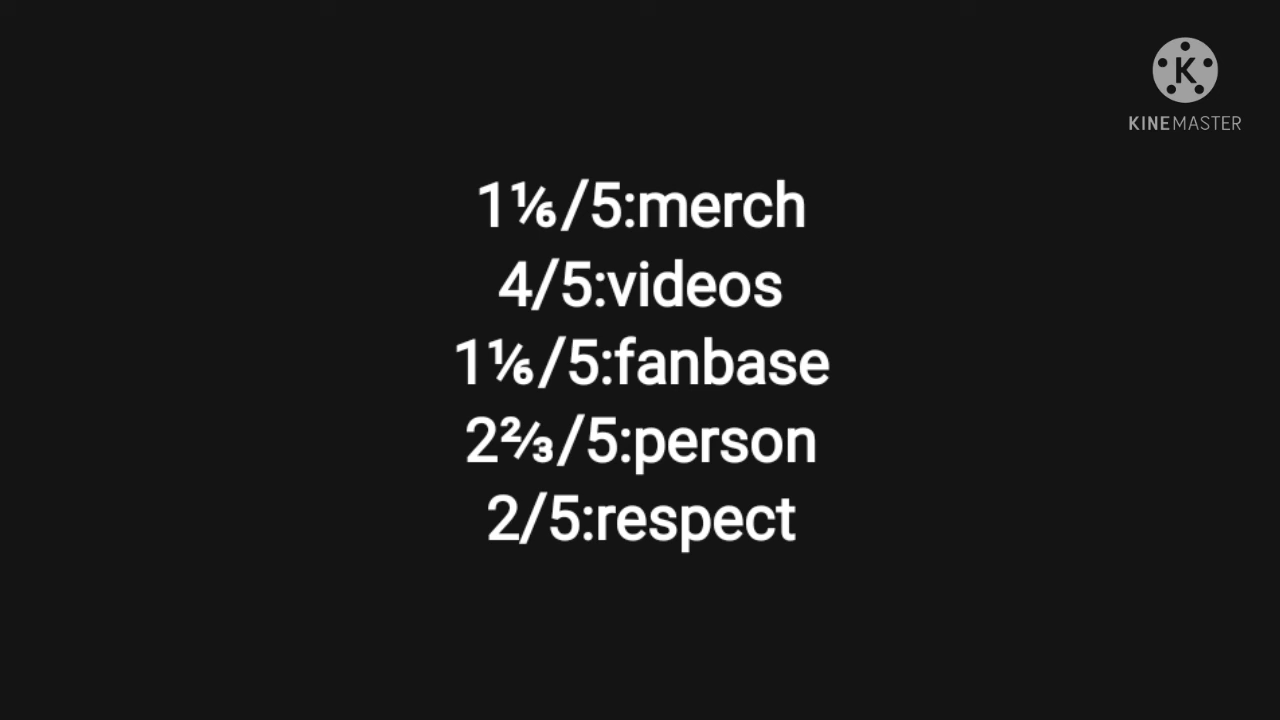 K
KINEMASTER
1⅙/5:merch
4/5:videos
1⅙/5:fanbase
2⅔/5:person
2/5:respect